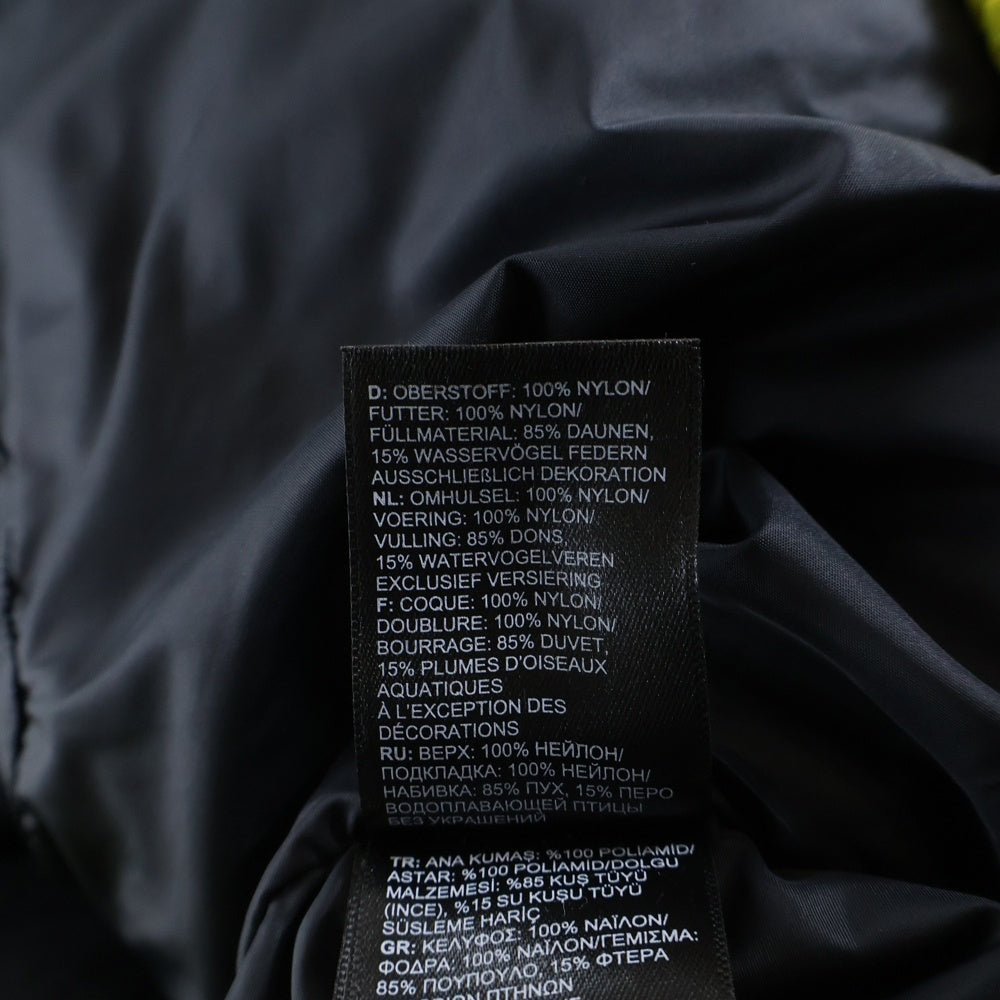 D: OBERSTOFF: 100% NYLON/
FUTTER: 100% NYLON/
FÜLLMATERIAL: 85% DAUNEN,
15% WASSERVÖGEL FEDERN
AUSSCHLIEßLICH DEKORATION
NL: OMHULSEL: 100% NYLON/
VOERING: 100% NYLON/
VULLING: 85% DONS,
15% WATERVOGELVEREN
EXCLUSIEF VERSIERING
F: COQUE: 100% NYLON/
DOUBLURE: 100% NYLON/
BOURRAGE: 85% DUVET,
15% PLUMES D'OISEAUX
AQUATIQUES
À L'EXCEPTION DES
DÉCORATIONS
RU: ВЕРХ: 100% НЕЙЛОН/
ПОДКЛАДКА: 100% НЕЙЛОН/
НАБИВКА: 85% ПУХ, 15% ПЕРО
ВОДОПЛАВАЮЩЕЙ ПТИЦЫ
БЕЗ УКРАШЕНИЙ
TR: ANA KUMAŞ: %100 POLIAMID/
ASTAR: %100 POLIAMID/DOLGU
MALZEMESİ: %85 KUŞ TÜYÜ
(INCE), %15 SU KUŞU TÜYÜ
SÜSLEME HARİÇ
GR: ΚΕΛΥΦΟΣ: 100% ΝΑΪΛΟΝ/
ΦΟΔΡΑ, 100% ΝΑΪΛΟΝ/ΓΕΜΙΣΜΑ:
85% ΠΟΥΠΟΥΛΟ, 15% ΦΤΕΡΑ
ΠΤΗΝΩΝ